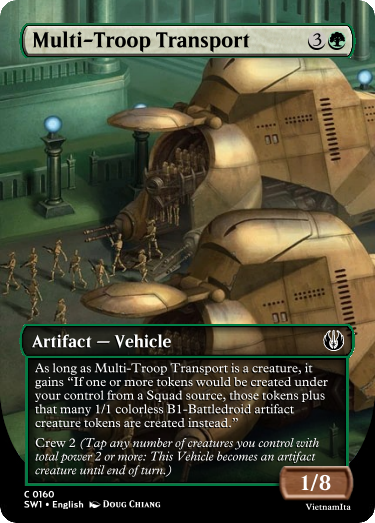 Multi-Troop Transport 3
Artifact — Vehicle
As long as Multi-Troop Transport is a creature, it
gains “If one or more tokens would be created under
your control from a Squad source, those tokens plus
that many 1/1 colorless B1-Battledroid artifact
creature tokens are created instead.”
Crew 2 (Tap any number of creatures you control with
total power 2 or more: This Vehicle becomes an artifact
creature until end of turn.)
1/8
C 0160
SW1 • English Doug Chiang
VietnamIta